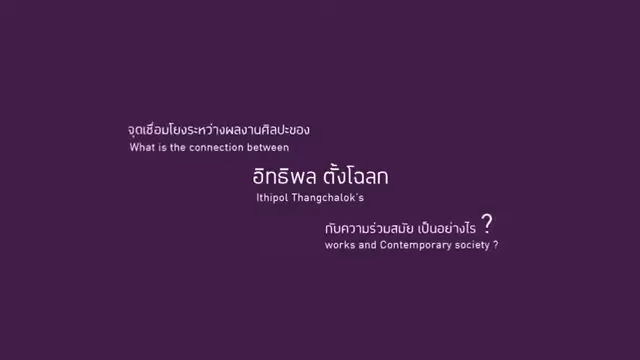 จุดเชื่อมโยงระหว่างผลงานศิลปะของ
What is the connection between
อิทธิพล ตั้งโฉลก
Ithipol Thangchalok's
กับความร่วมสมัย เป็นอย่างไร ?
works and Contemporary society ?